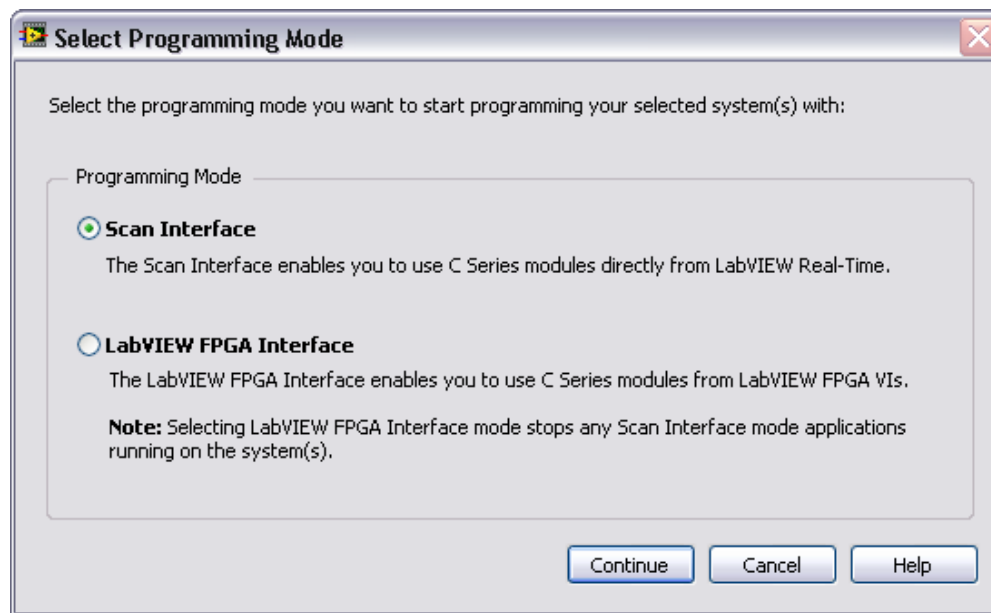 Select Programming Mode
Select the programming mode you want to start programming your selected system(s) with:
Programming Mode
Scan Interface
The Scan Interface enables you to use C Series modules directly from LabVIEW Real-Time.
LabVIEW FPGA Interface
The LabVIEW FPGA Interface enables you to use C Series modules from LabVIEW FPGA VIs.
Note: Selecting LabVIEW FPGA Interface mode stops any Scan Interface mode applications
running on the system(s).
Continue Cancel Help